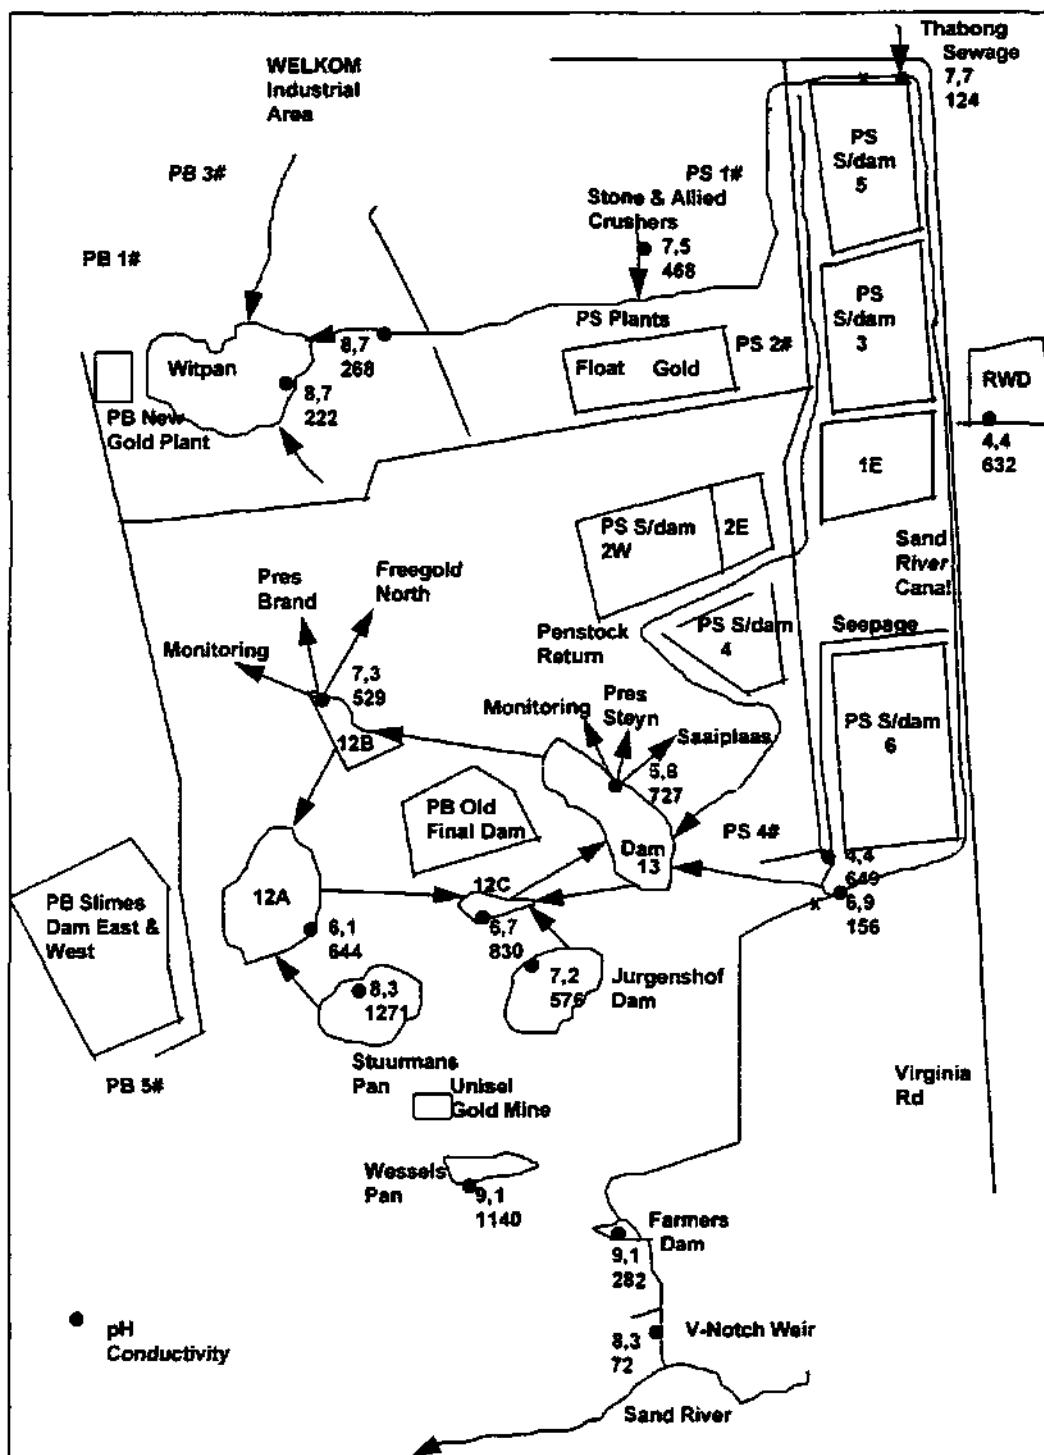 Thabong
Sewage
7,7
124
WELKOM
Industrial
Area
PS
S/dam
5
PB 3#
PS 1#
Stone & Allied
Crushers
7,5
468
PB 1#
PS
S/dam
3
PS Plants
PS 2#
8,7
268
Witpan
Float Gold
RWD
8,7
222
PB New
Gold Plant
4,4
632
1E
PS S/dam
2W
2E
Sand
River
Canal
Pres
Brand
Freegold
North
Penstock
Return
PS S/dam
4
Seepage
Monitoring
7,3
529
Pres
Steyn
Monitoring
Saaiplaas
PS S/dam
6
12B
5,8
727
PB Old
Final Dam
PS 4#
Dam
13
4,4
649
12C
12A
6,9
156
PB Slimes
Dam East &
West
6,1
644
6,7
830
7,2
576
Jurgenshof
Dam
8,3
1271
Stuurmans
Pan
PB 5#
Unisel
Gold Mine
Virginia
Rd
Wessels
Pan
9,1
1140
Farmers
Dam
9,1
282
pH
Conductivity
V-Notch Weir
8,3
72
Sand River